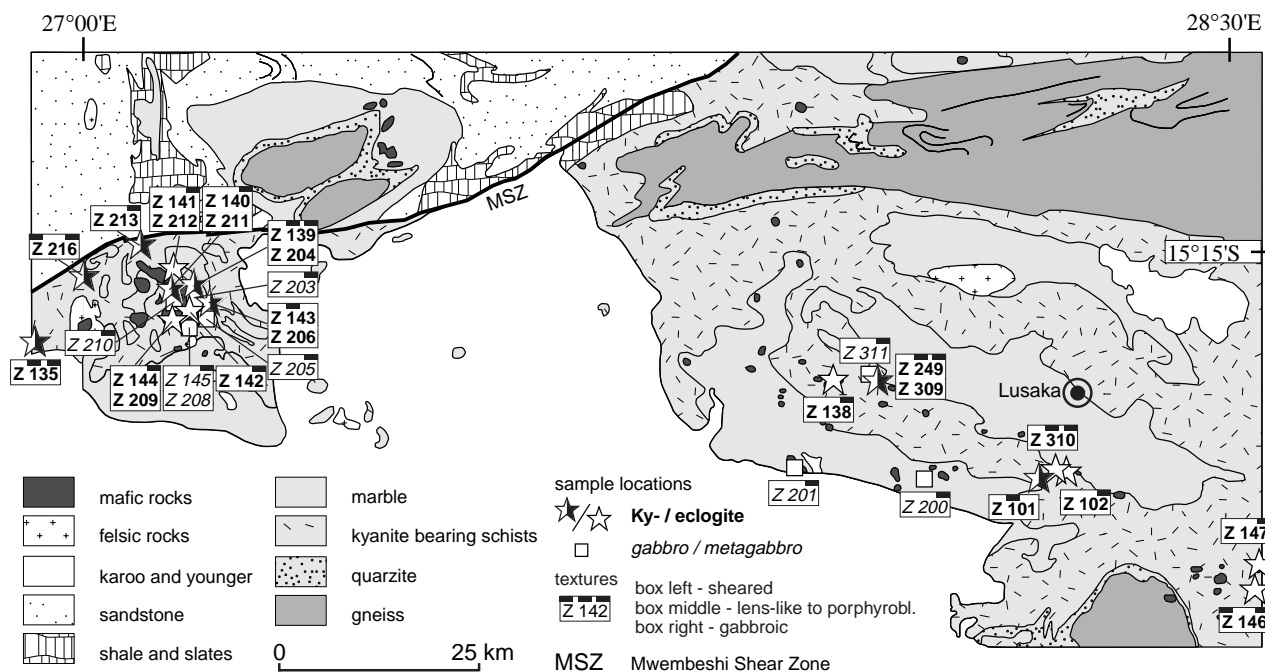 27°00'E
28°30'E
MSZ
Z 141
Z 212
Z 140
Z 211
Z 213
Z 216
Z 139
Z 204
15°15'S
Z 203
Z 143
Z 206
Z 210
Z 205
Z 135
Z 144
Z 209
Z 145
Z 208
Z 142
Z 311
Z 249
Z 309
Z 138
Lusaka
Z 310
Z 201
Z 200
Z 101
Z 102
Z 147
Z 146
mafic rocks
felsic rocks
karoo and younger
sandstone
shale and slates
marble
kyanite bearing schists
quartzite
gneiss
0 25 km
sample locations
/ Ky- / eclogite
gabbro / metagabbro
textures
Z 142
box left - sheared
box middle - lens-like to porphyrobl.
box right - gabbroic
MSZ Mwembeshi Shear Zone